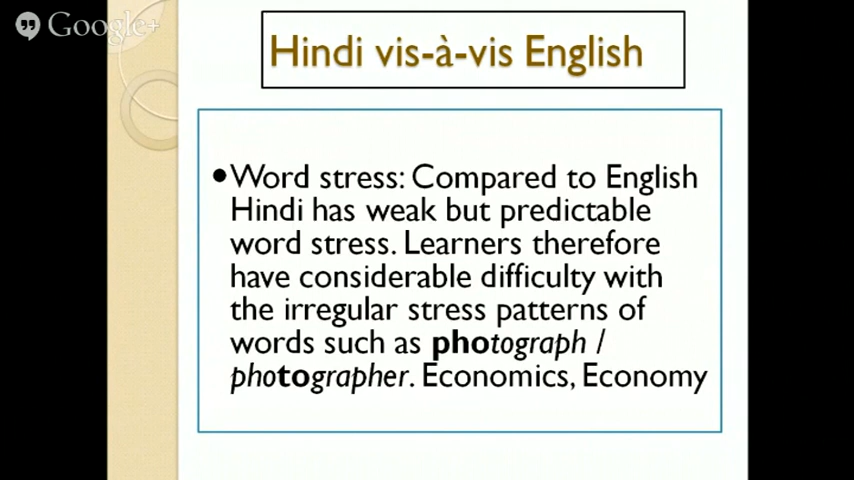 Google+
Hindi vis-à-vis English
•Word stress: Compared to English
Hindi has weak but predictable
word stress. Learners therefore
have considerable difficulty with
the irregular stress patterns of
words such as photograph /
photographer. Economics, Economy